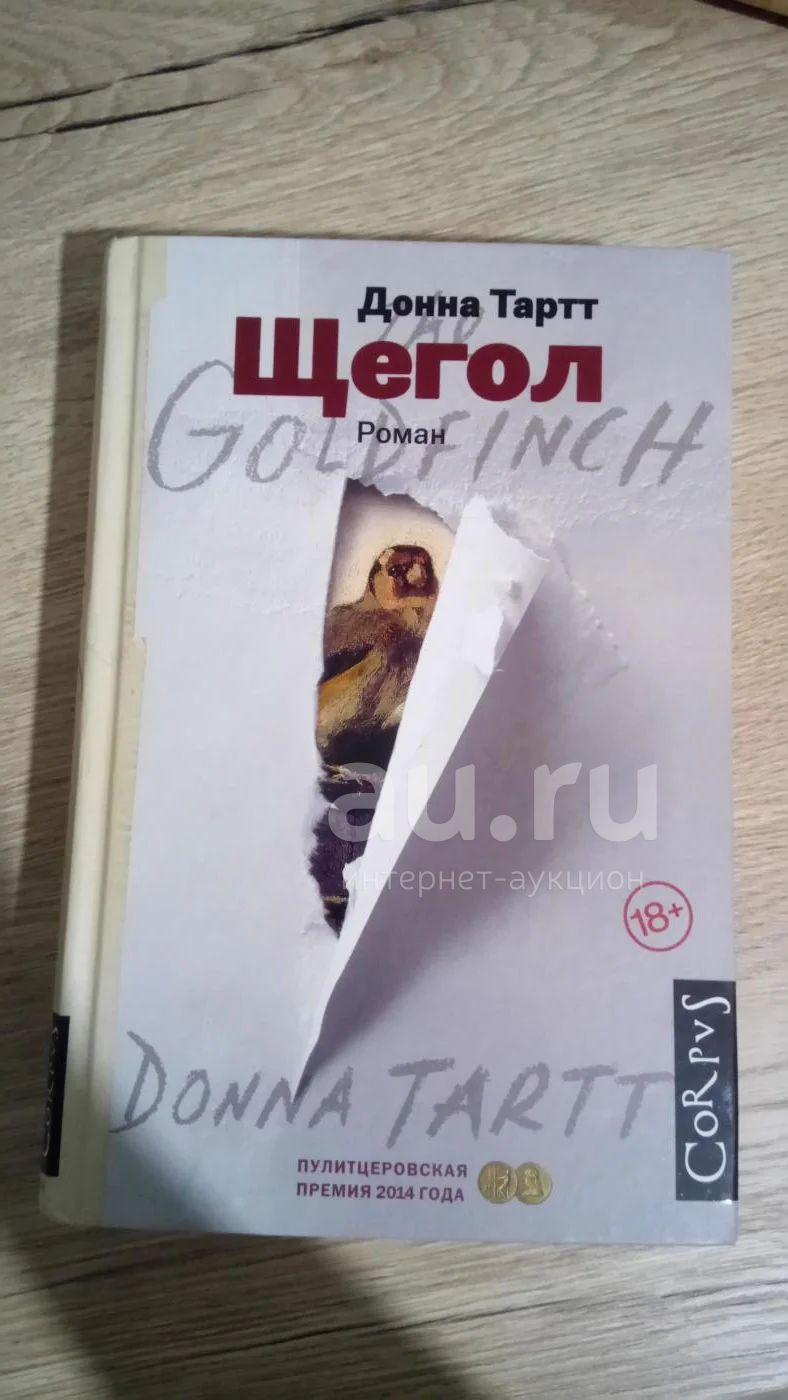 Донна Тартт
THE
Щегол
GOLDFINCH
Роман
au.ru
интернет-аукцион
18+
CORPVS
DONNA TARTT
ПУЛИТЦЕРОВСКАЯ
ПРЕМИЯ 2014 ГОДА